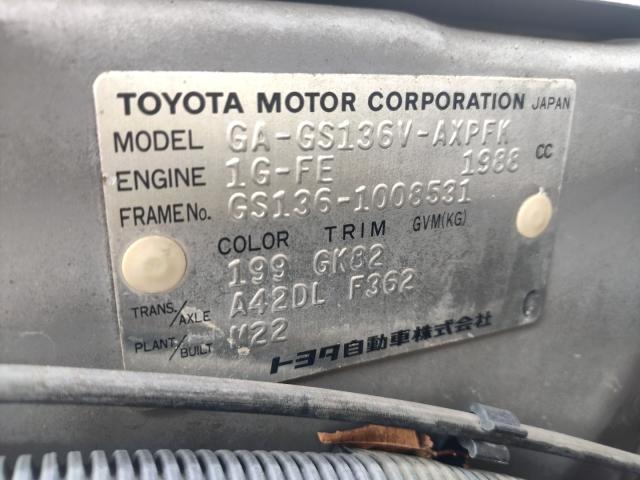 TOYOTA MOTOR CORPORATION JAPAN
MODEL GA-GS136V-AXPFK
ENGINE 1G-FE 1988 CC
FRAME No. GS136-1008531
COLOR TRIM GVM(KG)
199 GK82
TRANS./AXLE A42DL F362
PLANT/BUILT M22
トヨタ自動車株式会社